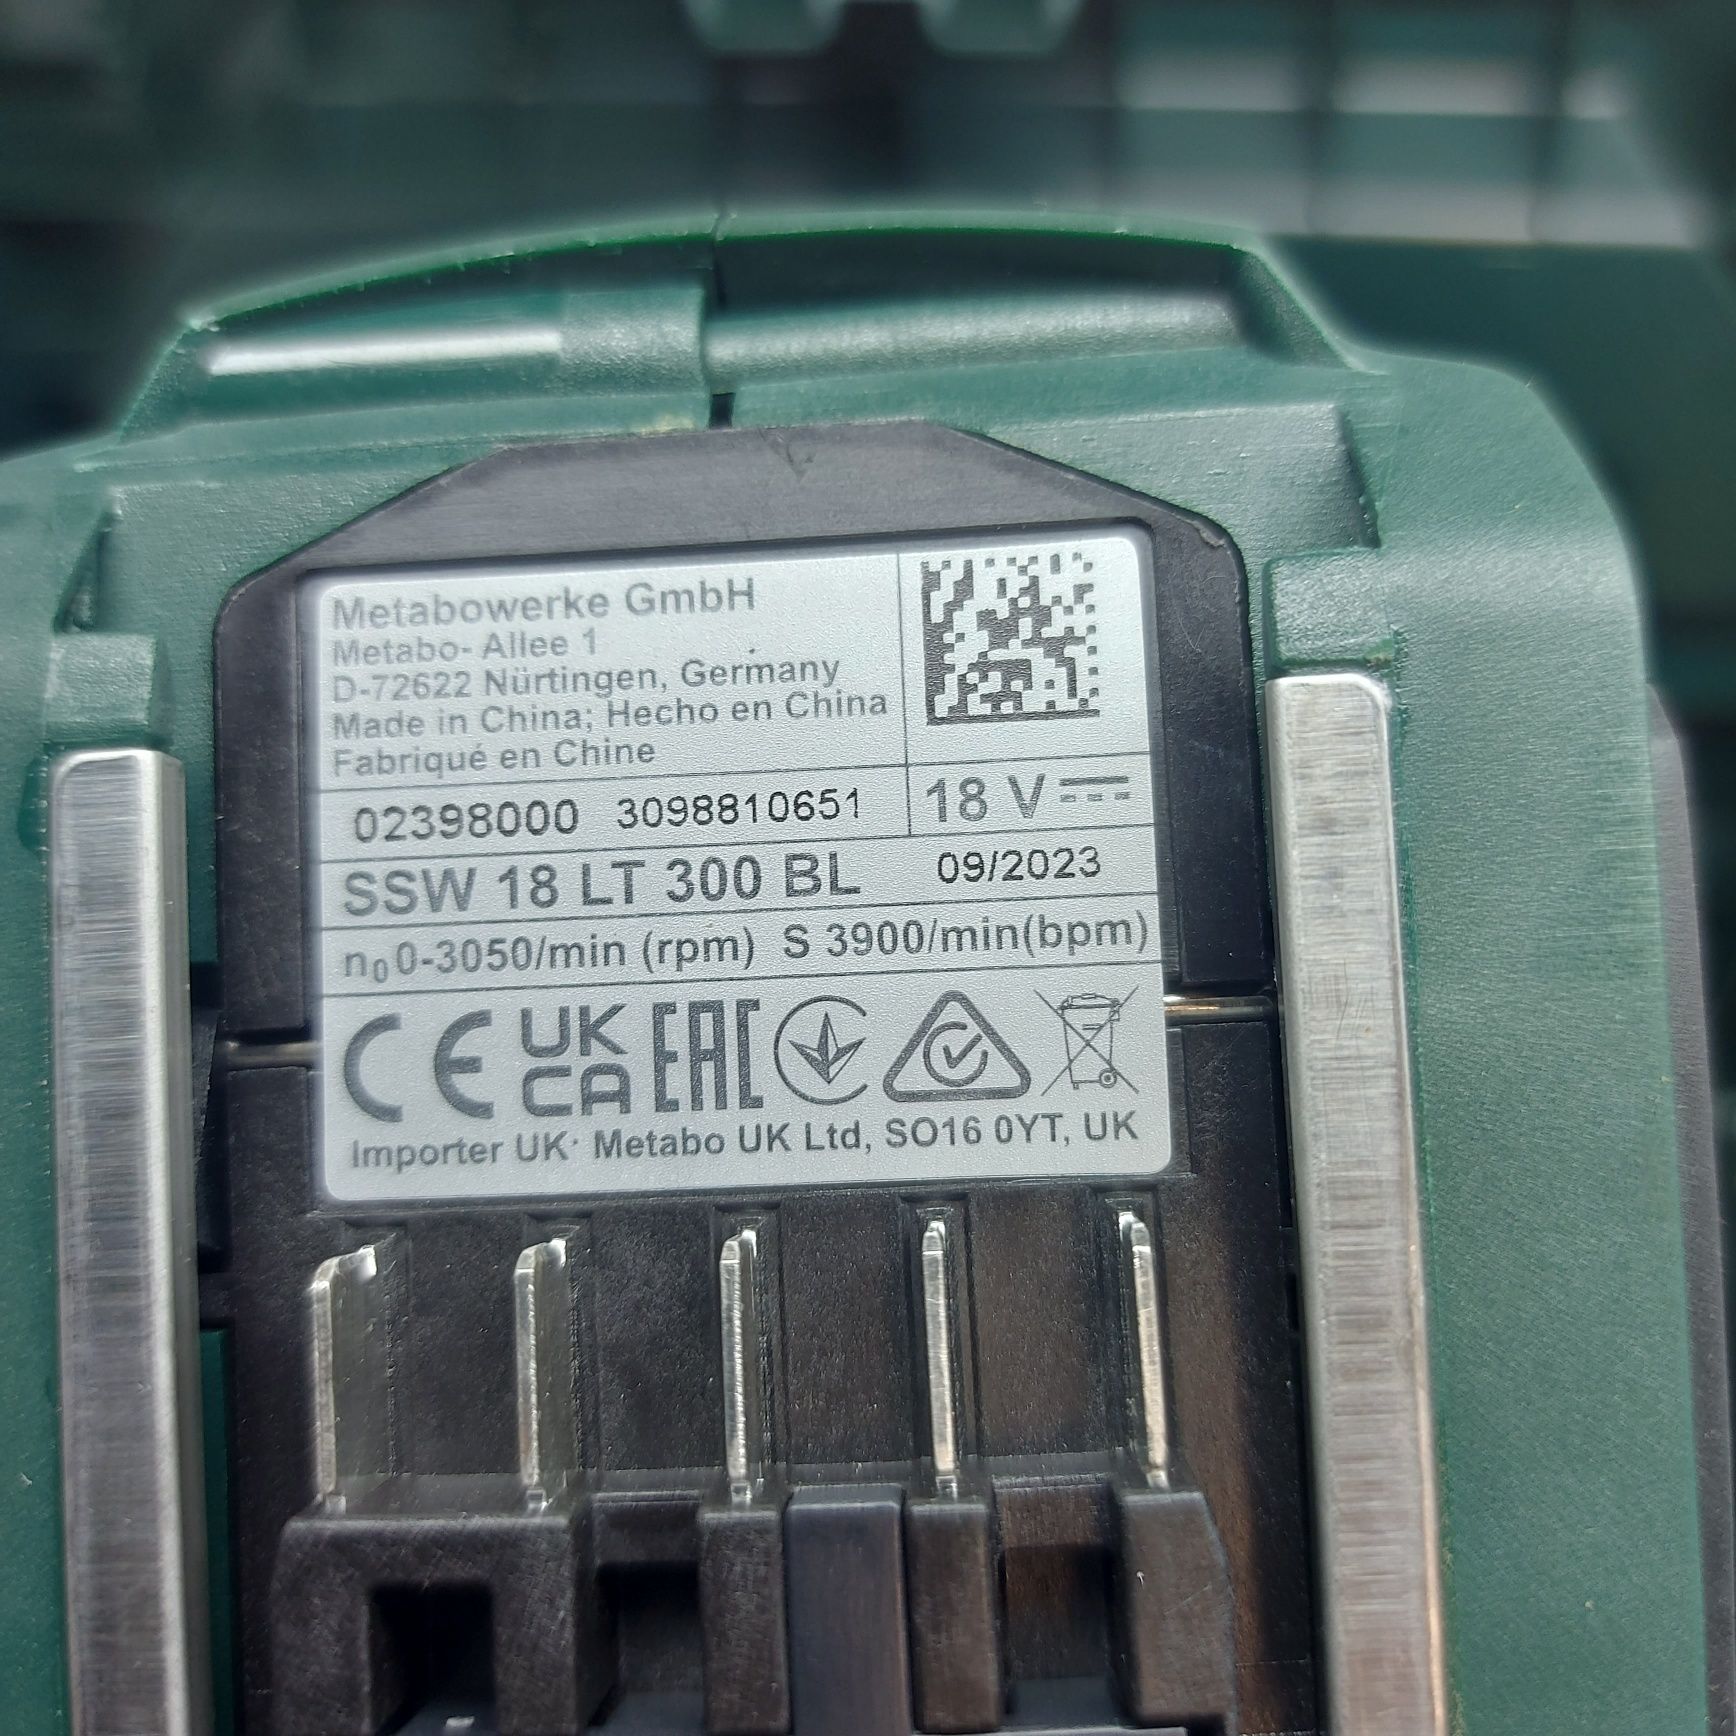 Metabowerke GmbH
Metabo- Allee 1
D-72622 Nürtingen, Germany
Made in China; Hecho en China
Fabriqué en Chine
02398000 3098810651 18 V
SSW 18 LT 300 BL 09/2023
n₀ 0-3050/min (rpm) S 3900/min(bpm)
CE UK CA EAC
Importer UK· Metabo UK Ltd, SO16 0YT, UK